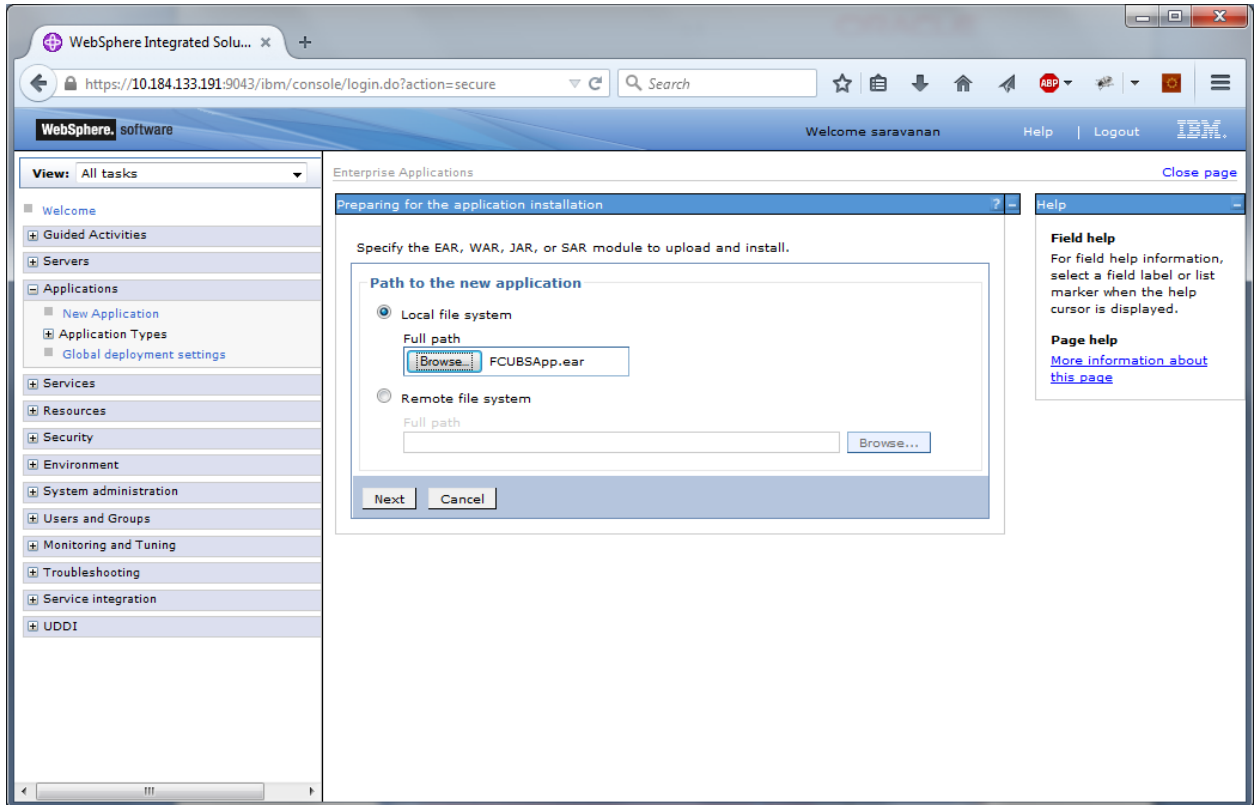 ORACLE
WebSphere Integrated Solu...
https://10.184.133.191:9043/ibm/console/login.do?action=secure
Search
ABP
WebSphere. software
Welcome saravanan
Help | Logout
IBM.
View: All tasks
Welcome
Guided Activities
Servers
Applications
New Application
Application Types
Global deployment settings
Services
Resources
Security
Environment
System administration
Users and Groups
Monitoring and Tuning
Troubleshooting
Service integration
UDDI
Enterprise Applications
Close page
Preparing for the application installation
?
Specify the EAR, WAR, JAR, or SAR module to upload and install.
Path to the new application
Local file system
Full path
Browse... FCUBSApp.ear
Remote file system
Full path
Browse...
Next Cancel
Help
Field help
For field help information,
select a field label or list
marker when the help
cursor is displayed.
Page help
More information about
this page